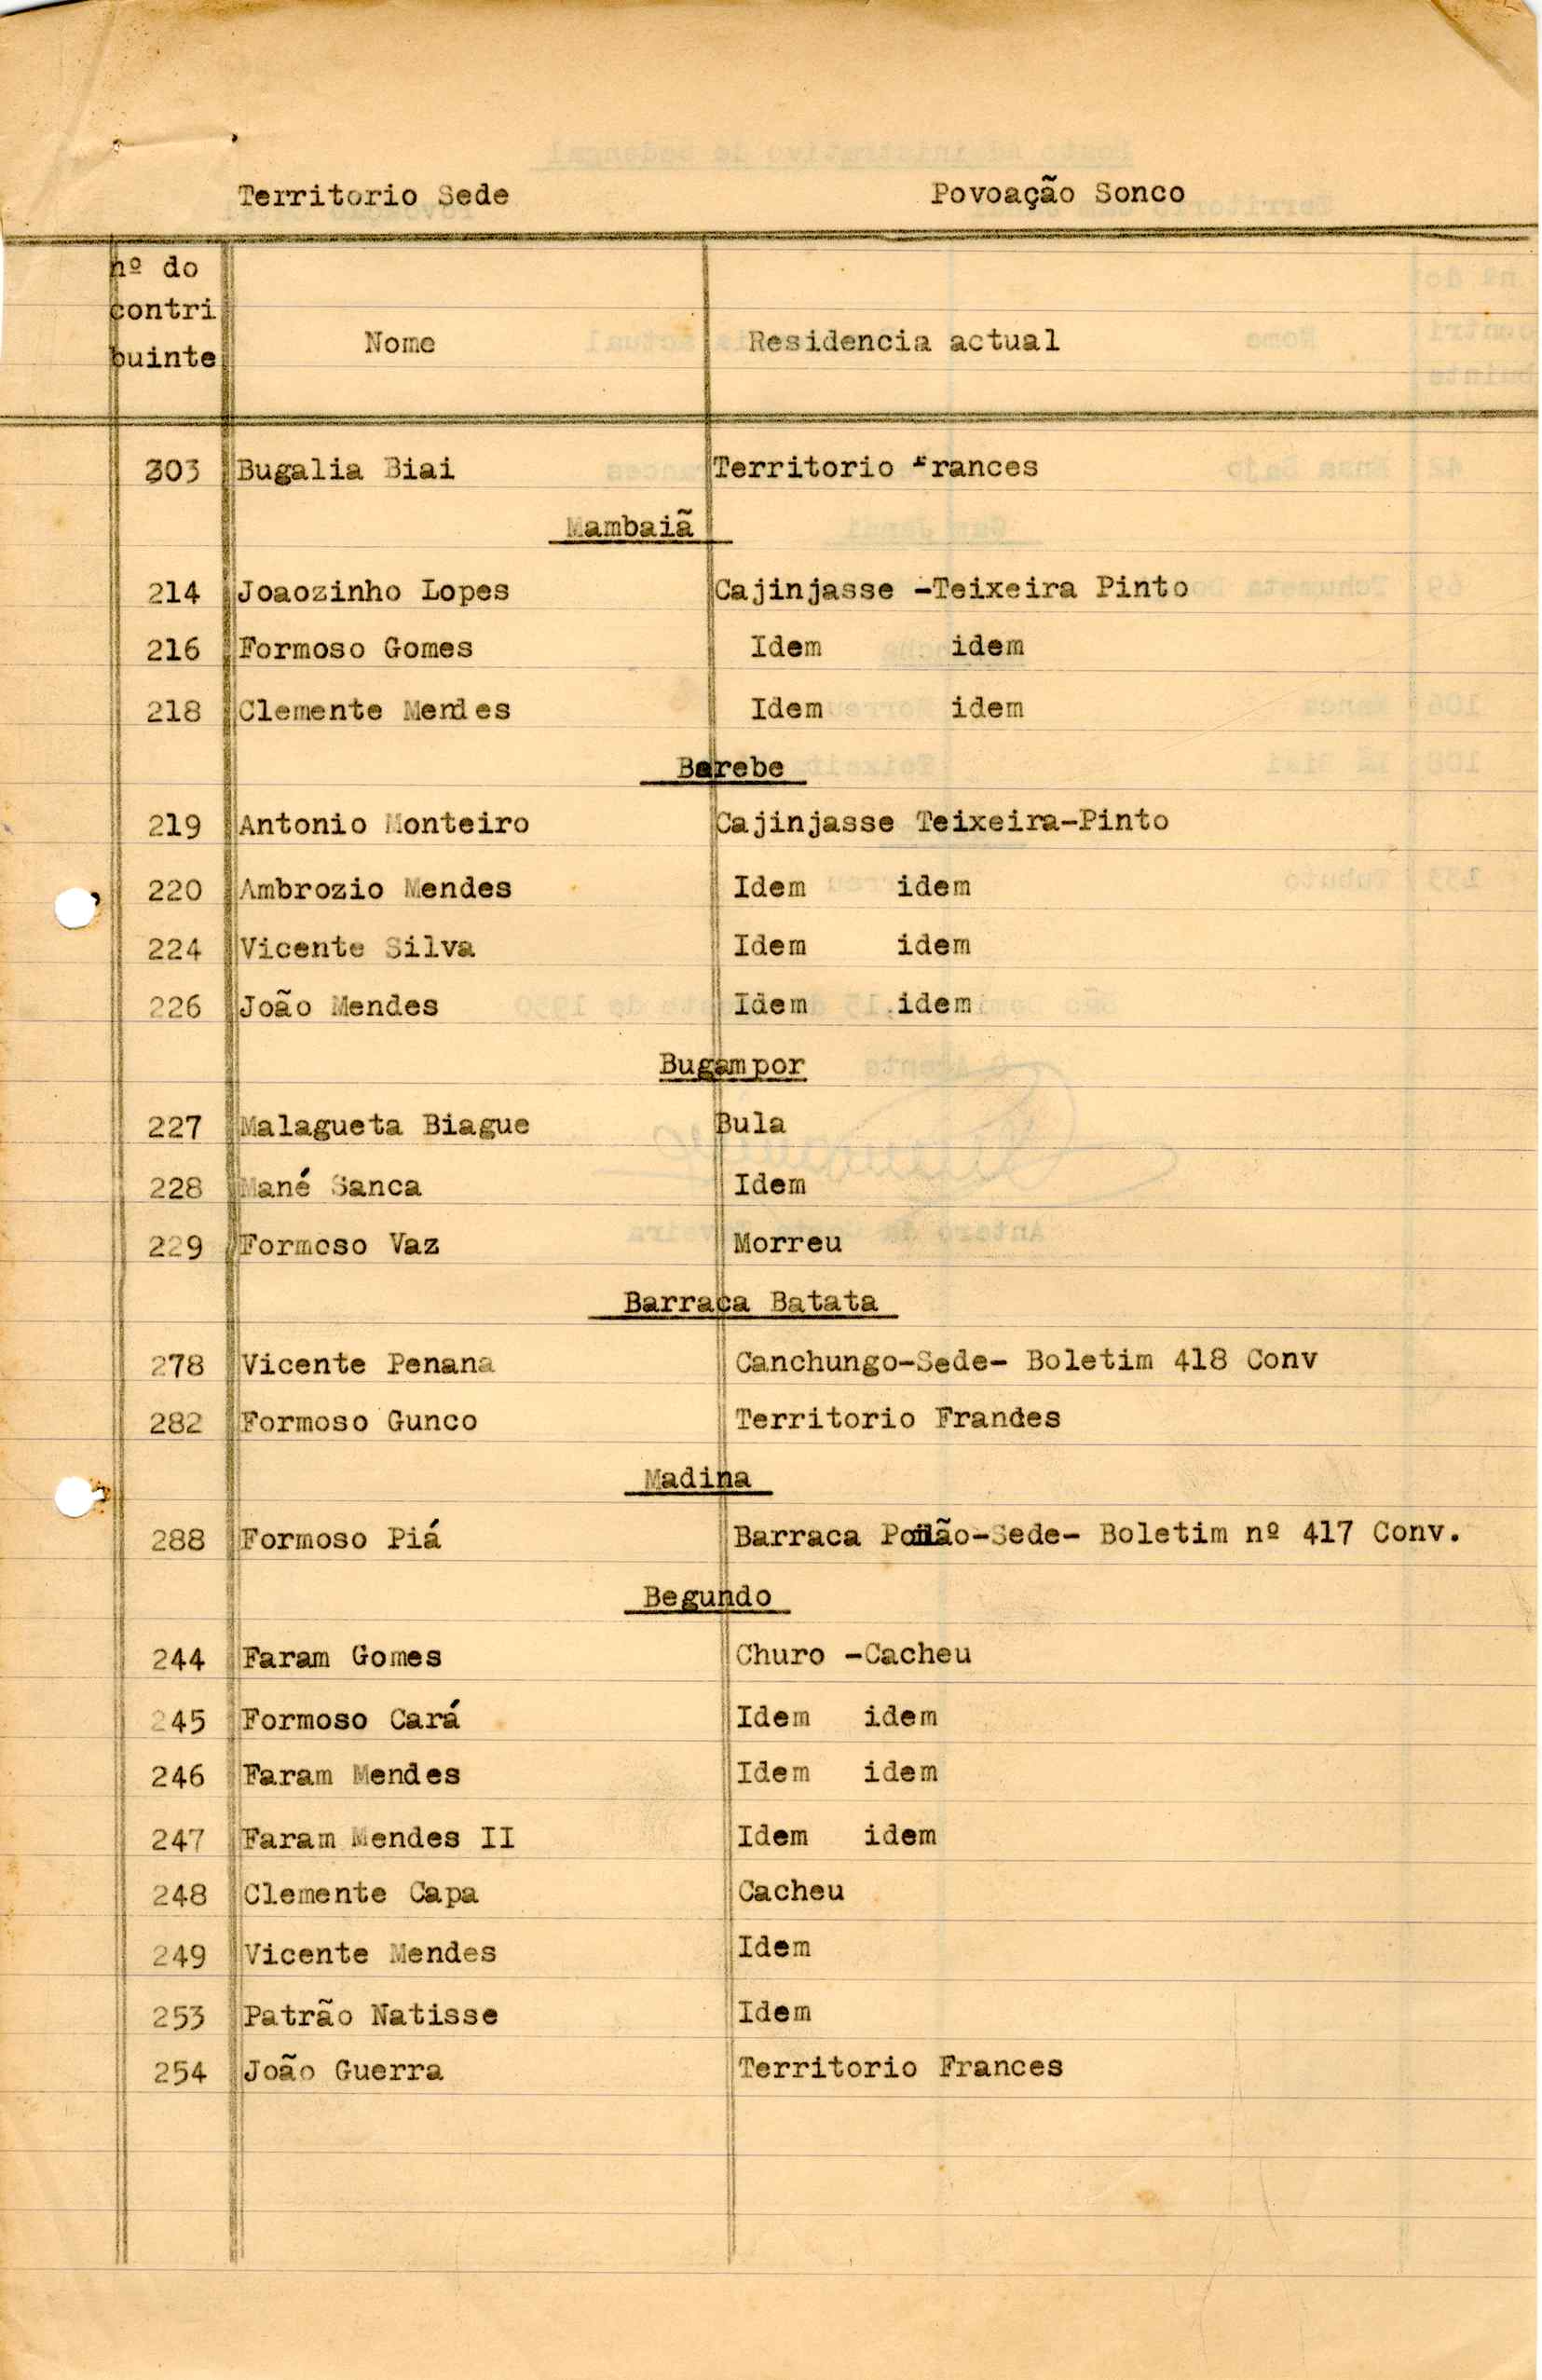 Territorio Sede Povoação Sonco
nº do
contri
buinte
Nome Residencia actual
303 Bugalia Biai Territorio Frances
Mambaiã
214 Joaozinho Lopes Cajinjasse -Teixeira Pinto
216 Formoso Gomes Idem idem
218 Clemente Mendes Idem idem
Barebe
219 Antonio Monteiro Cajinjasse Teixeira-Pinto
220 Ambrozio Mendes Idem idem
224 Vicente Silva Idem idem
226 João Mendes Idem idem
Bugampor
227 Malagueta Biague Bula
228 Mané Sanca Idem
229 Formoso Vaz Morreu
Barraca Batata
278 Vicente Penana Canchungo-Sede- Boletim 418 Conv
282 Formoso Gunco Territorio Frandes
Madina
288 Formoso Piá Barraca Poilão-Sede- Boletim nº 417 Conv.
Begundo
244 Faram Gomes Churo -Cacheu
245 Formoso Cará Idem idem
246 Faram Mendes Idem idem
247 Faram Mendes II Idem idem
248 Clemente Capa Cacheu
249 Vicente Mendes Idem
253 Patrão Natisse Idem
254 João Guerra Territorio Frances